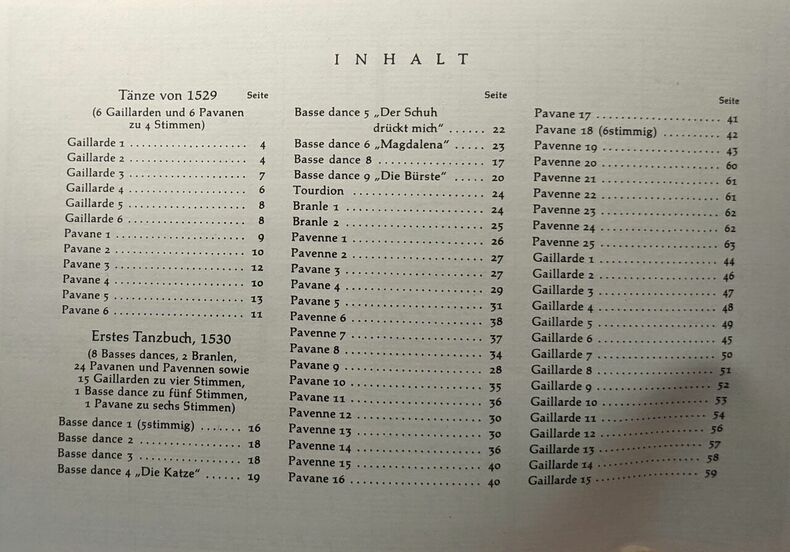 INHALT
Tänze von 1529 Seite
(6 Gaillarden und 6 Pavanen
zu 4 Stimmen)
Gaillarde 1 ........................ 4
Gaillarde 2 ........................ 4
Gaillarde 3 ........................ 7
Gaillarde 4 ........................ 6
Gaillarde 5 ........................ 8
Gaillarde 6 ........................ 8
Pavane 1 ........................ 9
Pavane 2 ........................ 10
Pavane 3 ........................ 12
Pavane 4 ........................ 10
Pavane 5 ........................ 13
Pavane 6 ........................ 11
Erstes Tanzbuch, 1530
(8 Basses dances, 2 Branlen,
24 Pavanen und Pavennen sowie
15 Gaillarden zu vier Stimmen,
1 Basse dance zu fünf Stimmen,
1 Pavane zu sechs Stimmen)
Basse dance 1 (5stimmig) ....... 16
Basse dance 2 ................. 18
Basse dance 3 ................. 18
Basse dance 4 „Die Katze“ ...... 19
Seite
Basse dance 5 „Der Schuh
drückt mich“ ...... 22
Basse dance 6 „Magdalena“ ...... 23
Basse dance 8 ................. 17
Basse dance 9 „Die Bürste“ ..... 20
Tourdion ..................... 24
Branle 1 ..................... 24
Branle 2 ..................... 25
Pavenne 1 ..................... 26
Pavenne 2 ..................... 27
Pavane 3 ..................... 27
Pavane 4 ..................... 29
Pavane 5 ..................... 31
Pavenne 6 ..................... 38
Pavenne 7 ..................... 37
Pavane 8 ..................... 34
Pavane 9 ..................... 28
Pavane 10 ..................... 35
Pavane 11 ..................... 36
Pavenne 12 ..................... 30
Pavenne 13 ..................... 30
Pavenne 14 ..................... 36
Pavenne 15 ..................... 40
Pavane 16 ..................... 40
Seite
Pavane 17 ..................... 41
Pavane 18 (6stimmig) ........... 42
Pavenne 19 ..................... 43
Pavenne 20 ..................... 60
Pavenne 21 ..................... 61
Pavenne 22 ..................... 61
Pavenne 23 ..................... 62
Pavenne 24 ..................... 62
Pavenne 25 ..................... 63
Gaillarde 1 ..................... 44
Gaillarde 2 ..................... 46
Gaillarde 3 ..................... 47
Gaillarde 4 ..................... 48
Gaillarde 5 ..................... 49
Gaillarde 6 ..................... 45
Gaillarde 7 ..................... 50
Gaillarde 8 ..................... 51
Gaillarde 9 ..................... 52
Gaillarde 10 ..................... 53
Gaillarde 11 ..................... 54
Gaillarde 12 ..................... 56
Gaillarde 13 ..................... 57
Gaillarde 14 ..................... 58
Gaillarde 15 ..................... 59